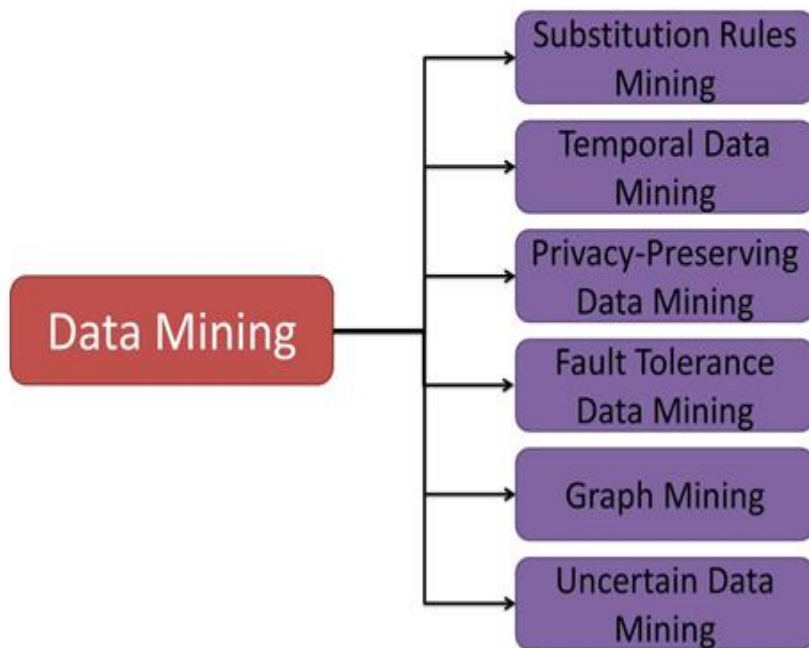 Data Mining
Substitution Rules
Mining
Temporal Data
Mining
Privacy-Preserving
Data Mining
Fault Tolerance
Data Mining
Graph Mining
Uncertain Data
Mining